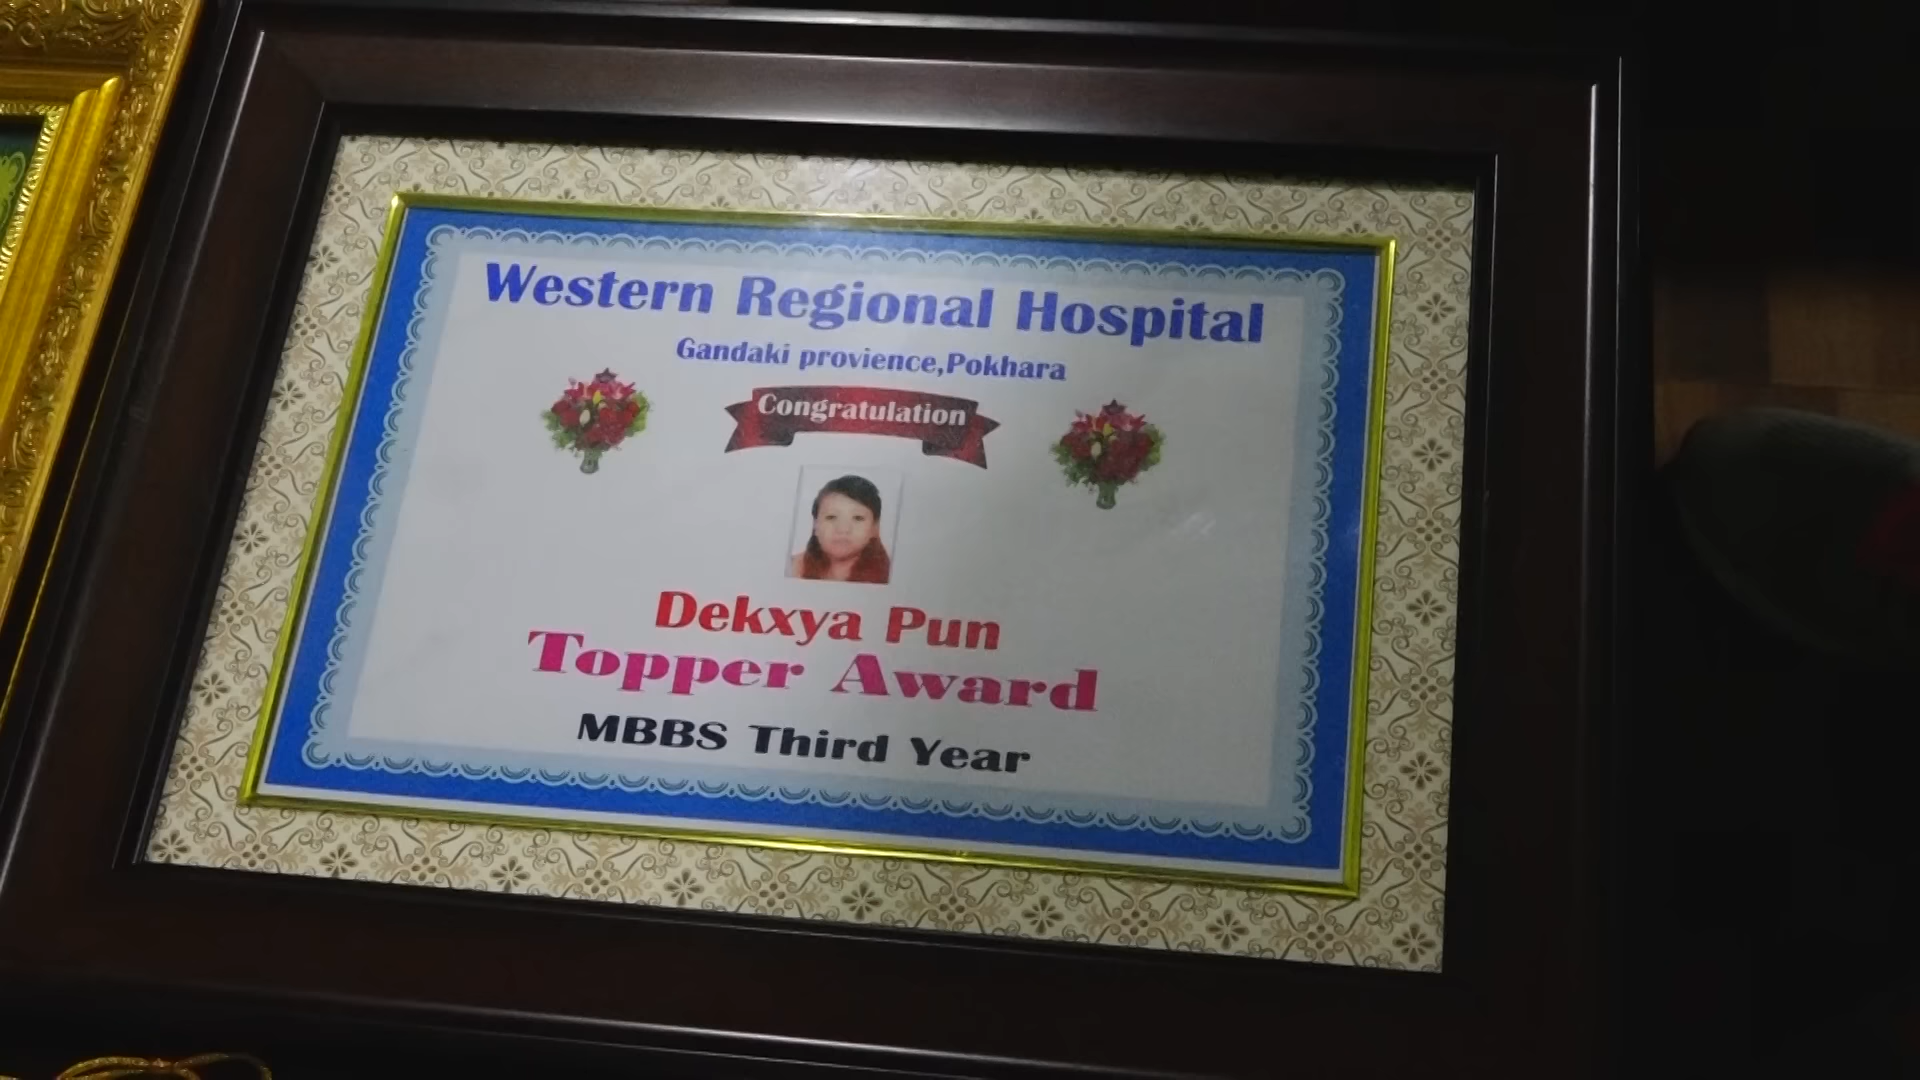 Western Regional Hospital
Gandaki provience,Pokhara
Congratulation
Dekxya Pun
Topper Award
MBBS Third Year